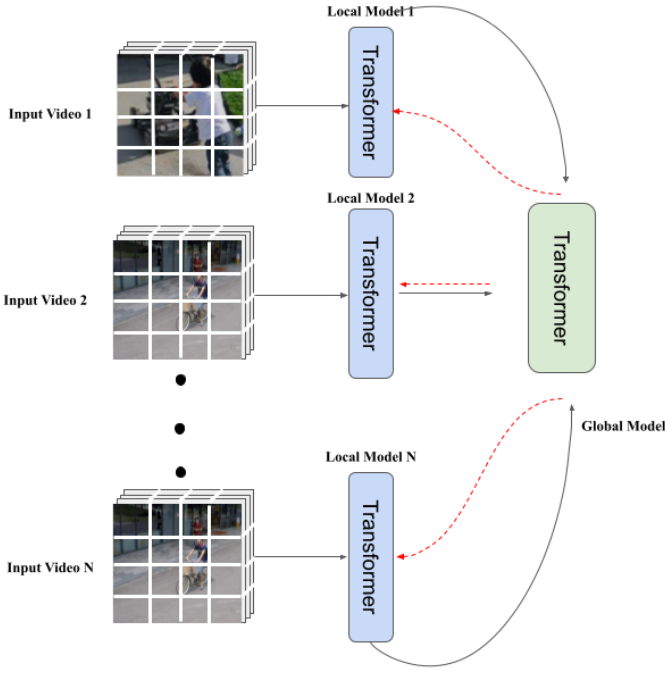 Local Model 1
Transformer
Input Video 1
Local Model 2
Transformer
Transformer
Input Video 2
Global Model
Local Model N
Transformer
Input Video N